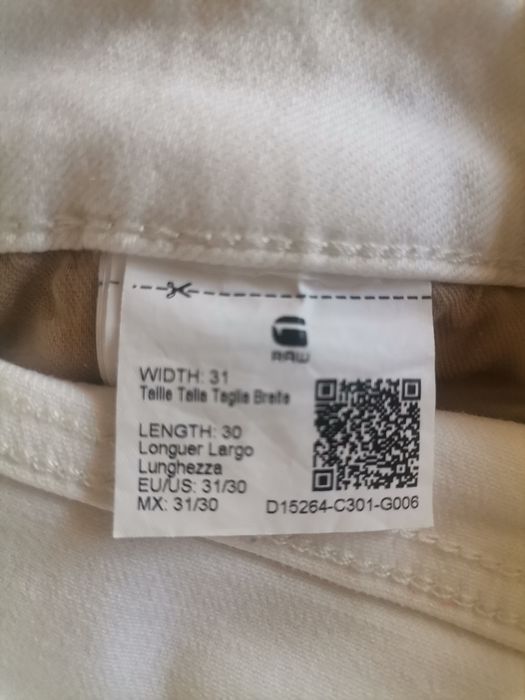 RAW
WIDTH: 31
Taille Talla Taglia Breite
LENGTH: 30
Longuer Largo
Lunghezza
EU/US: 31/30
MX: 31/30
D15264-C301-G006